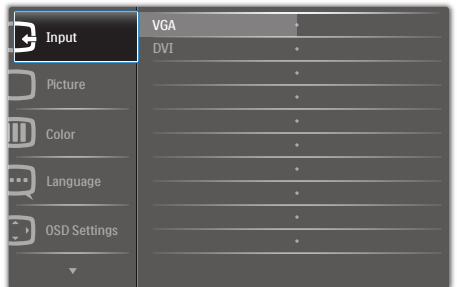 Input
Picture
Color
Language
OSD Settings
VGA
DVI